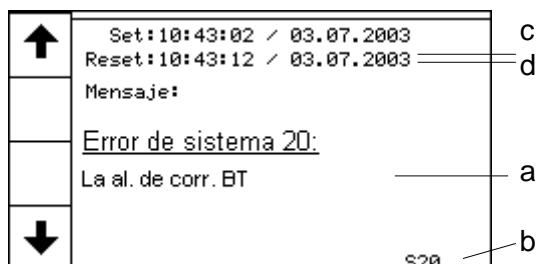 Set:10:43:02 / 03.07.2003
c
Reset:10:43:12 / 03.07.2003
d
Mensaje:
Error de sistema 20:
La al. de corr. BT
a
b
S20